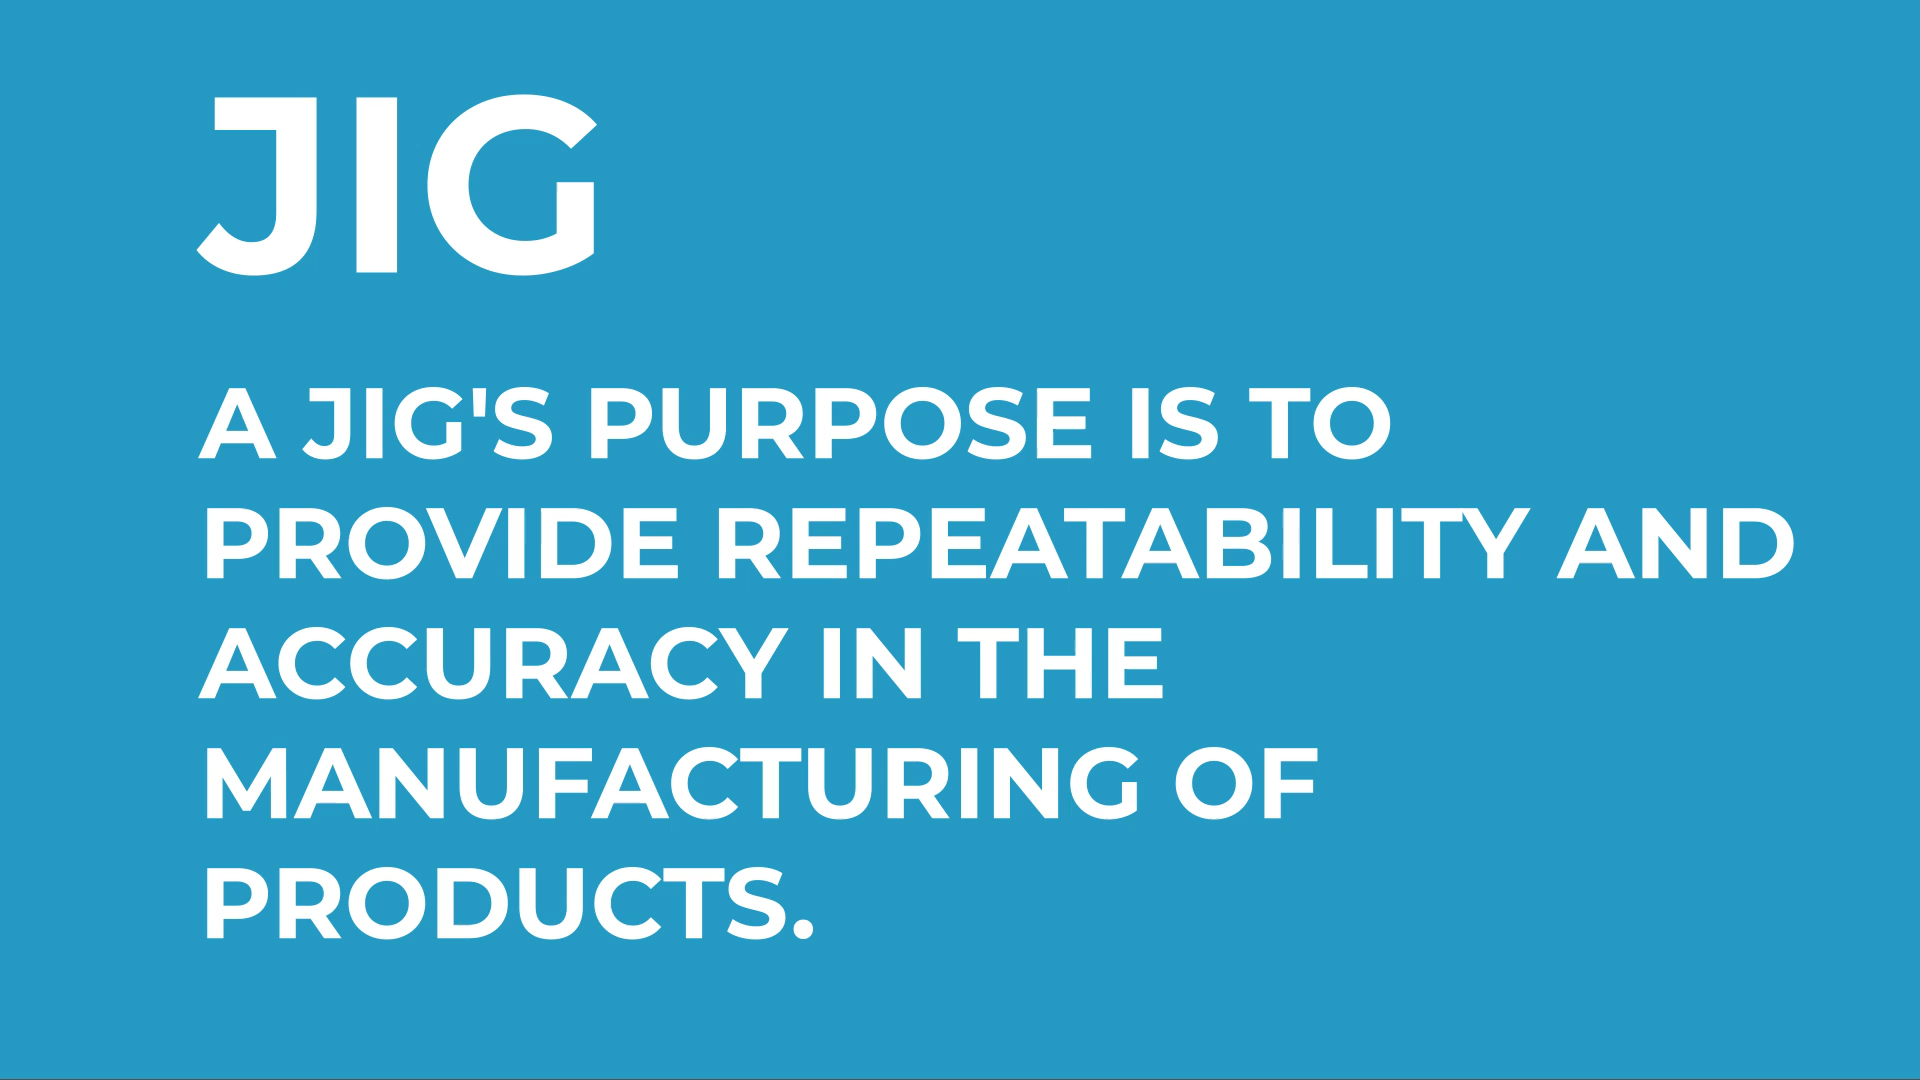 JIG
A JIG'S PURPOSE IS TO
PROVIDE REPEATABILITY AND
ACCURACY IN THE
MANUFACTURING OF
PRODUCTS.